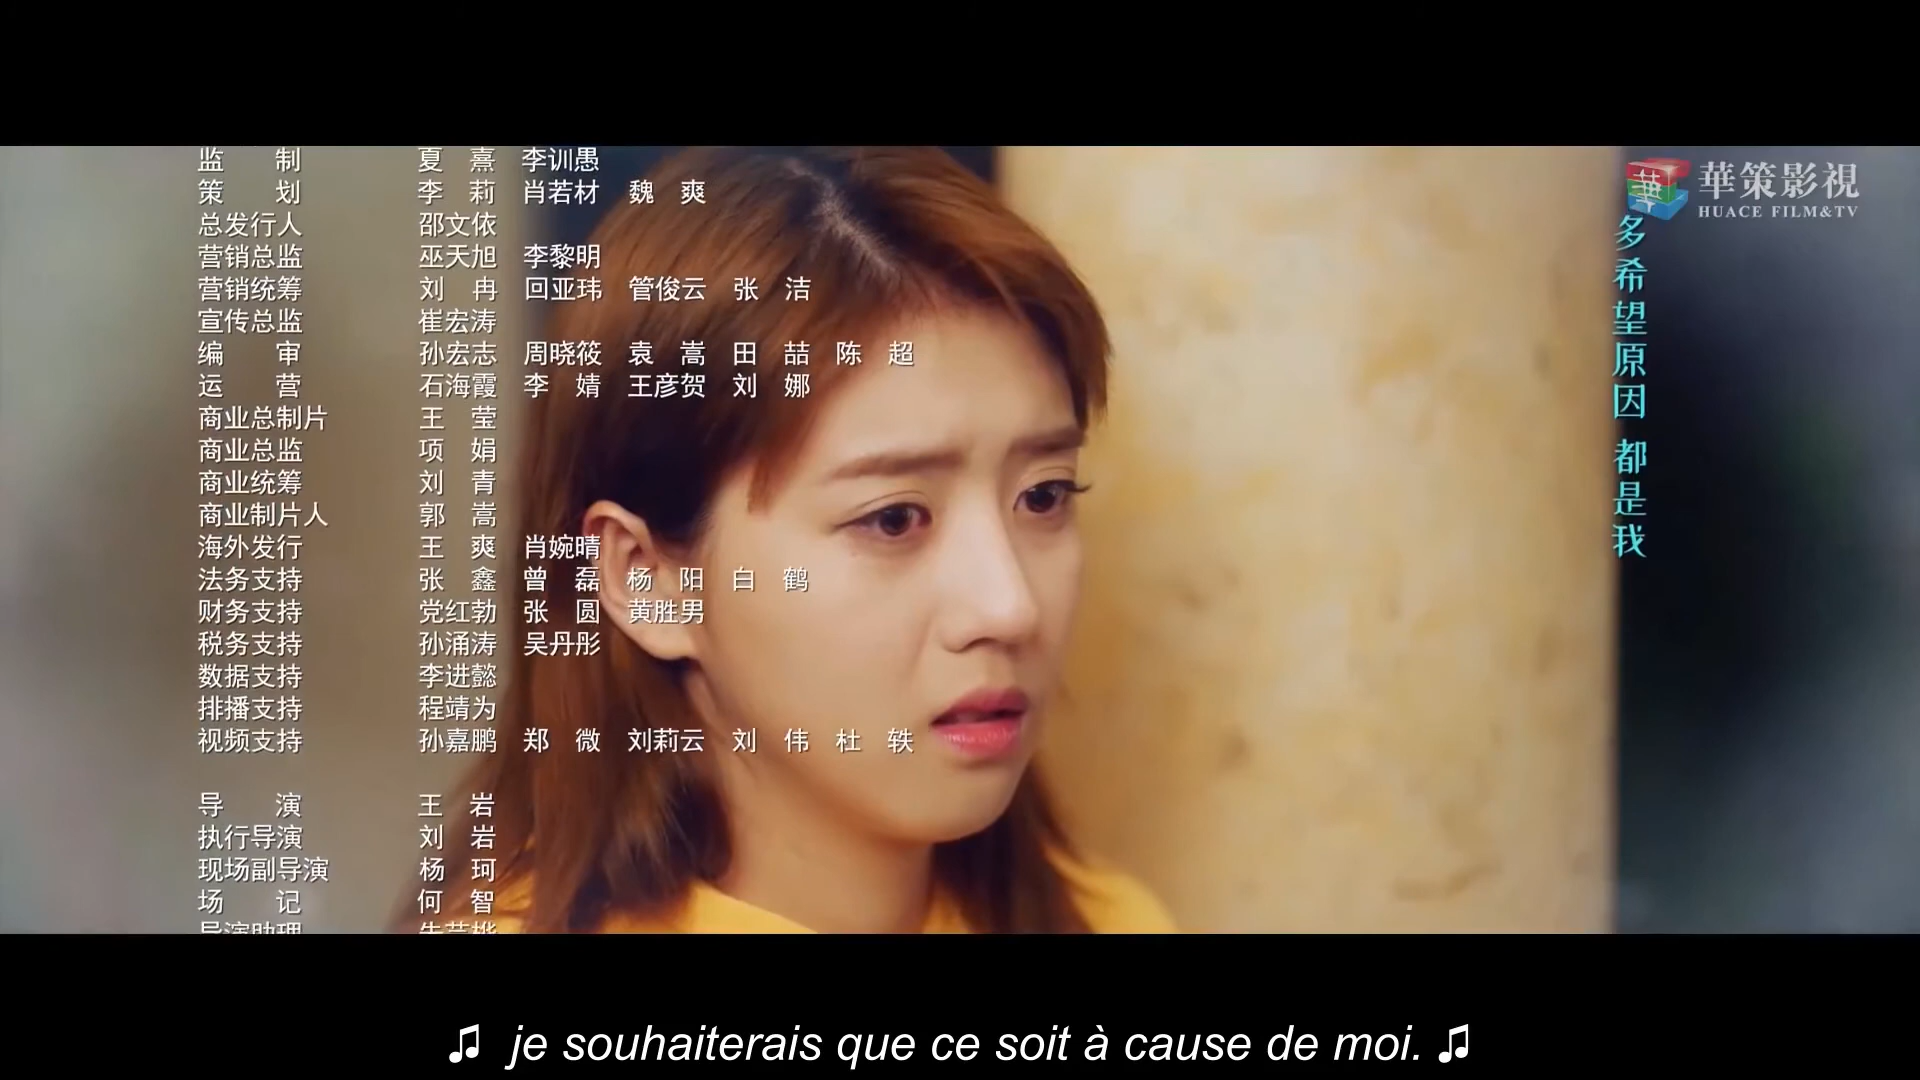 监 制 夏 熹 李训愚
策 划 李 莉 肖若材 魏 爽
总发行人 邵文依
营销总监 巫天旭 李黎明
营销统筹 刘 冉 回亚玮 管俊云 张 洁
宣传总监 崔宏涛
编 审 孙宏志 周晓筱 袁 嵩 田 喆 陈 超
运 营 石海霞 李 婧 王彦贺 刘 娜
商业总制片 王 莹
商业总监 项 娟
商业统筹 刘 青
商业制片人 郭 嵩
海外发行 王 爽 肖婉晴
法务支持 张 鑫 曾 磊 杨 阳 白 鹤
财务支持 党红勃 张 圆 黄胜男
税务支持 孙涌涛 吴丹彤
数据支持 李进懿
排播支持 程靖为
视频支持 孙嘉鹏 郑 微 刘莉云 刘 伟 杜 轶
导 演 王 岩
执行导演 刘 岩
现场副导演 杨 珂
场 记 何 智
导演助理
華策影視
HUACE FILM&TV
多希望原因 都是我
♫ je souhaiterais que ce soit à cause de moi. ♫